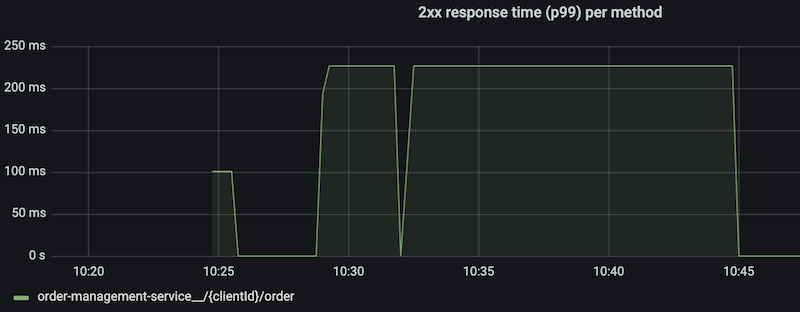 2xx response time (p99) per method
250 ms
200 ms
150 ms
100 ms
50 ms
0 s
10:20 10:25 10:30 10:35 10:40 10:45
order-management-service__/{clientId}/order